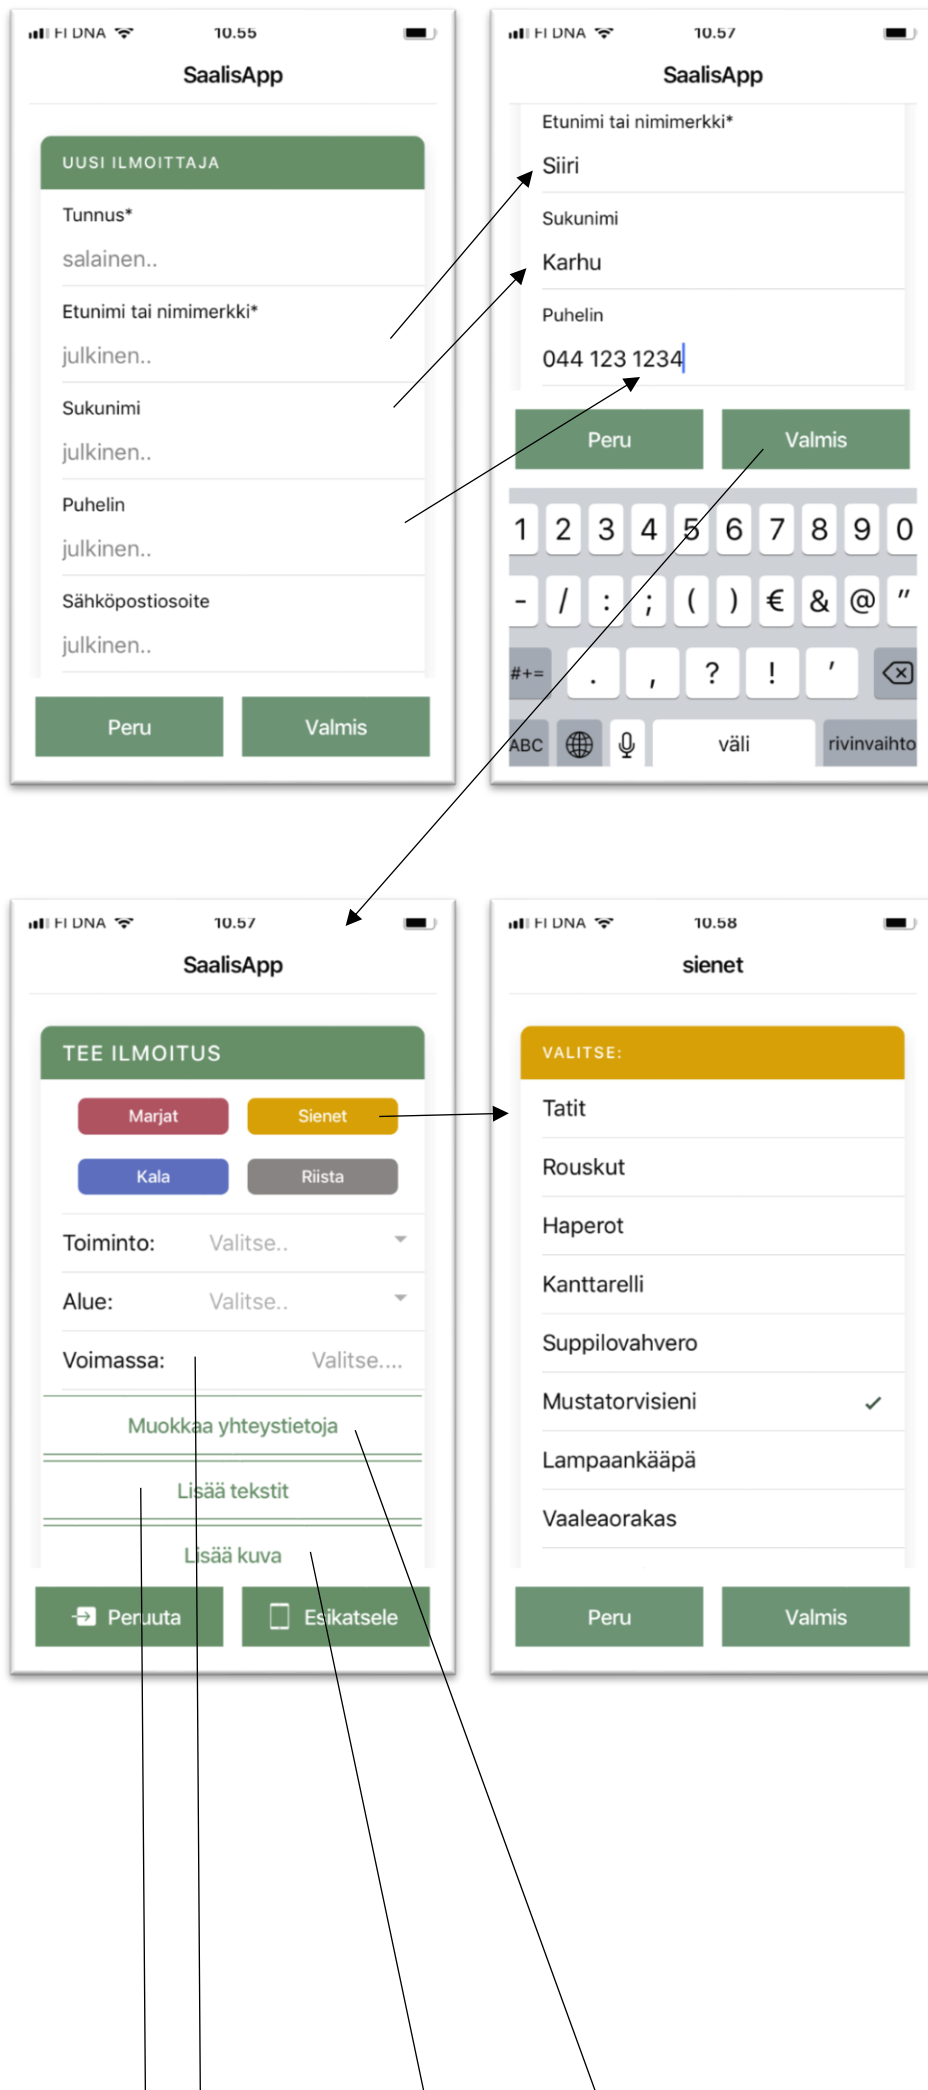 FI DNA 10.55
SaalisApp
UUSI ILMOITTAJA
Tunnus*
salainen..
Etunimi tai nimimerkki*
julkinen..
Sukunimi
julkinen..
Puhelin
julkinen..
Sähköpostiosoite
julkinen..
Peru Valmis
FI DNA 10.57
SaalisApp
Etunimi tai nimimerkki*
Siiri
Sukunimi
Karhu
Puhelin
044 123 1234
Peru Valmis
1 2 3 4 5 6 7 8 9 0
- / : ; ( ) € & @ "
#+= . , ? ! '
ABC väli rivinvaihto
FI DNA 10.57
SaalisApp
TEE ILMOITUS
Marjat Sienet
Kala Riista
Toiminto: Valitse..
Alue: Valitse..
Voimassa: Valitse....
Muokkaa yhteystietoja
Lisää tekstit
Lisää kuva
Peruuta Esikatsele
FI DNA 10.58
sienet
VALITSE:
Tatit
Rouskut
Haperot
Kanttarelli
Suppilovahvero
Mustatorvisieni
Lampaankääpä
Vaaleaorakas
Peru Valmis